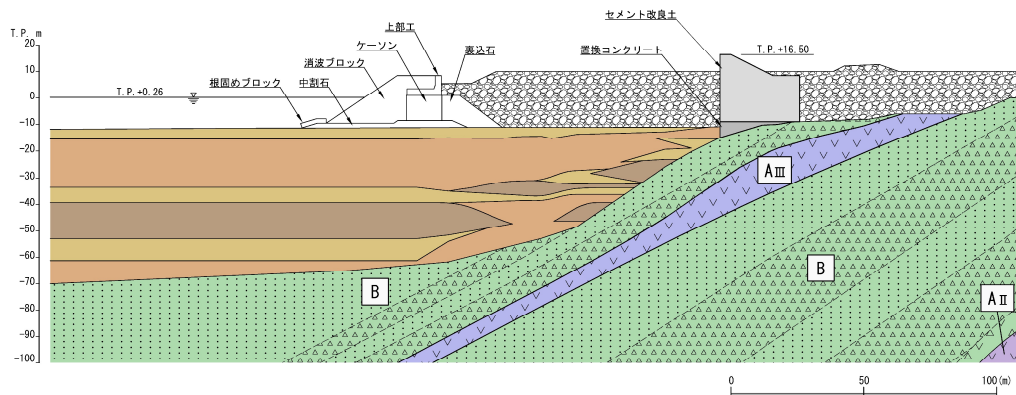 T.P. m
20
10
0
-10
-20
-30
-40
-50
-60
-70
-80
-90
-100
セメント改良土
上部工
ケーソン
裏込石
置換コンクリート
T.P.+16.50
消波ブロック
根固めブロック
中割石
T.P.+0.26
AⅢ
B
B
AⅡ
0
50
100(m)